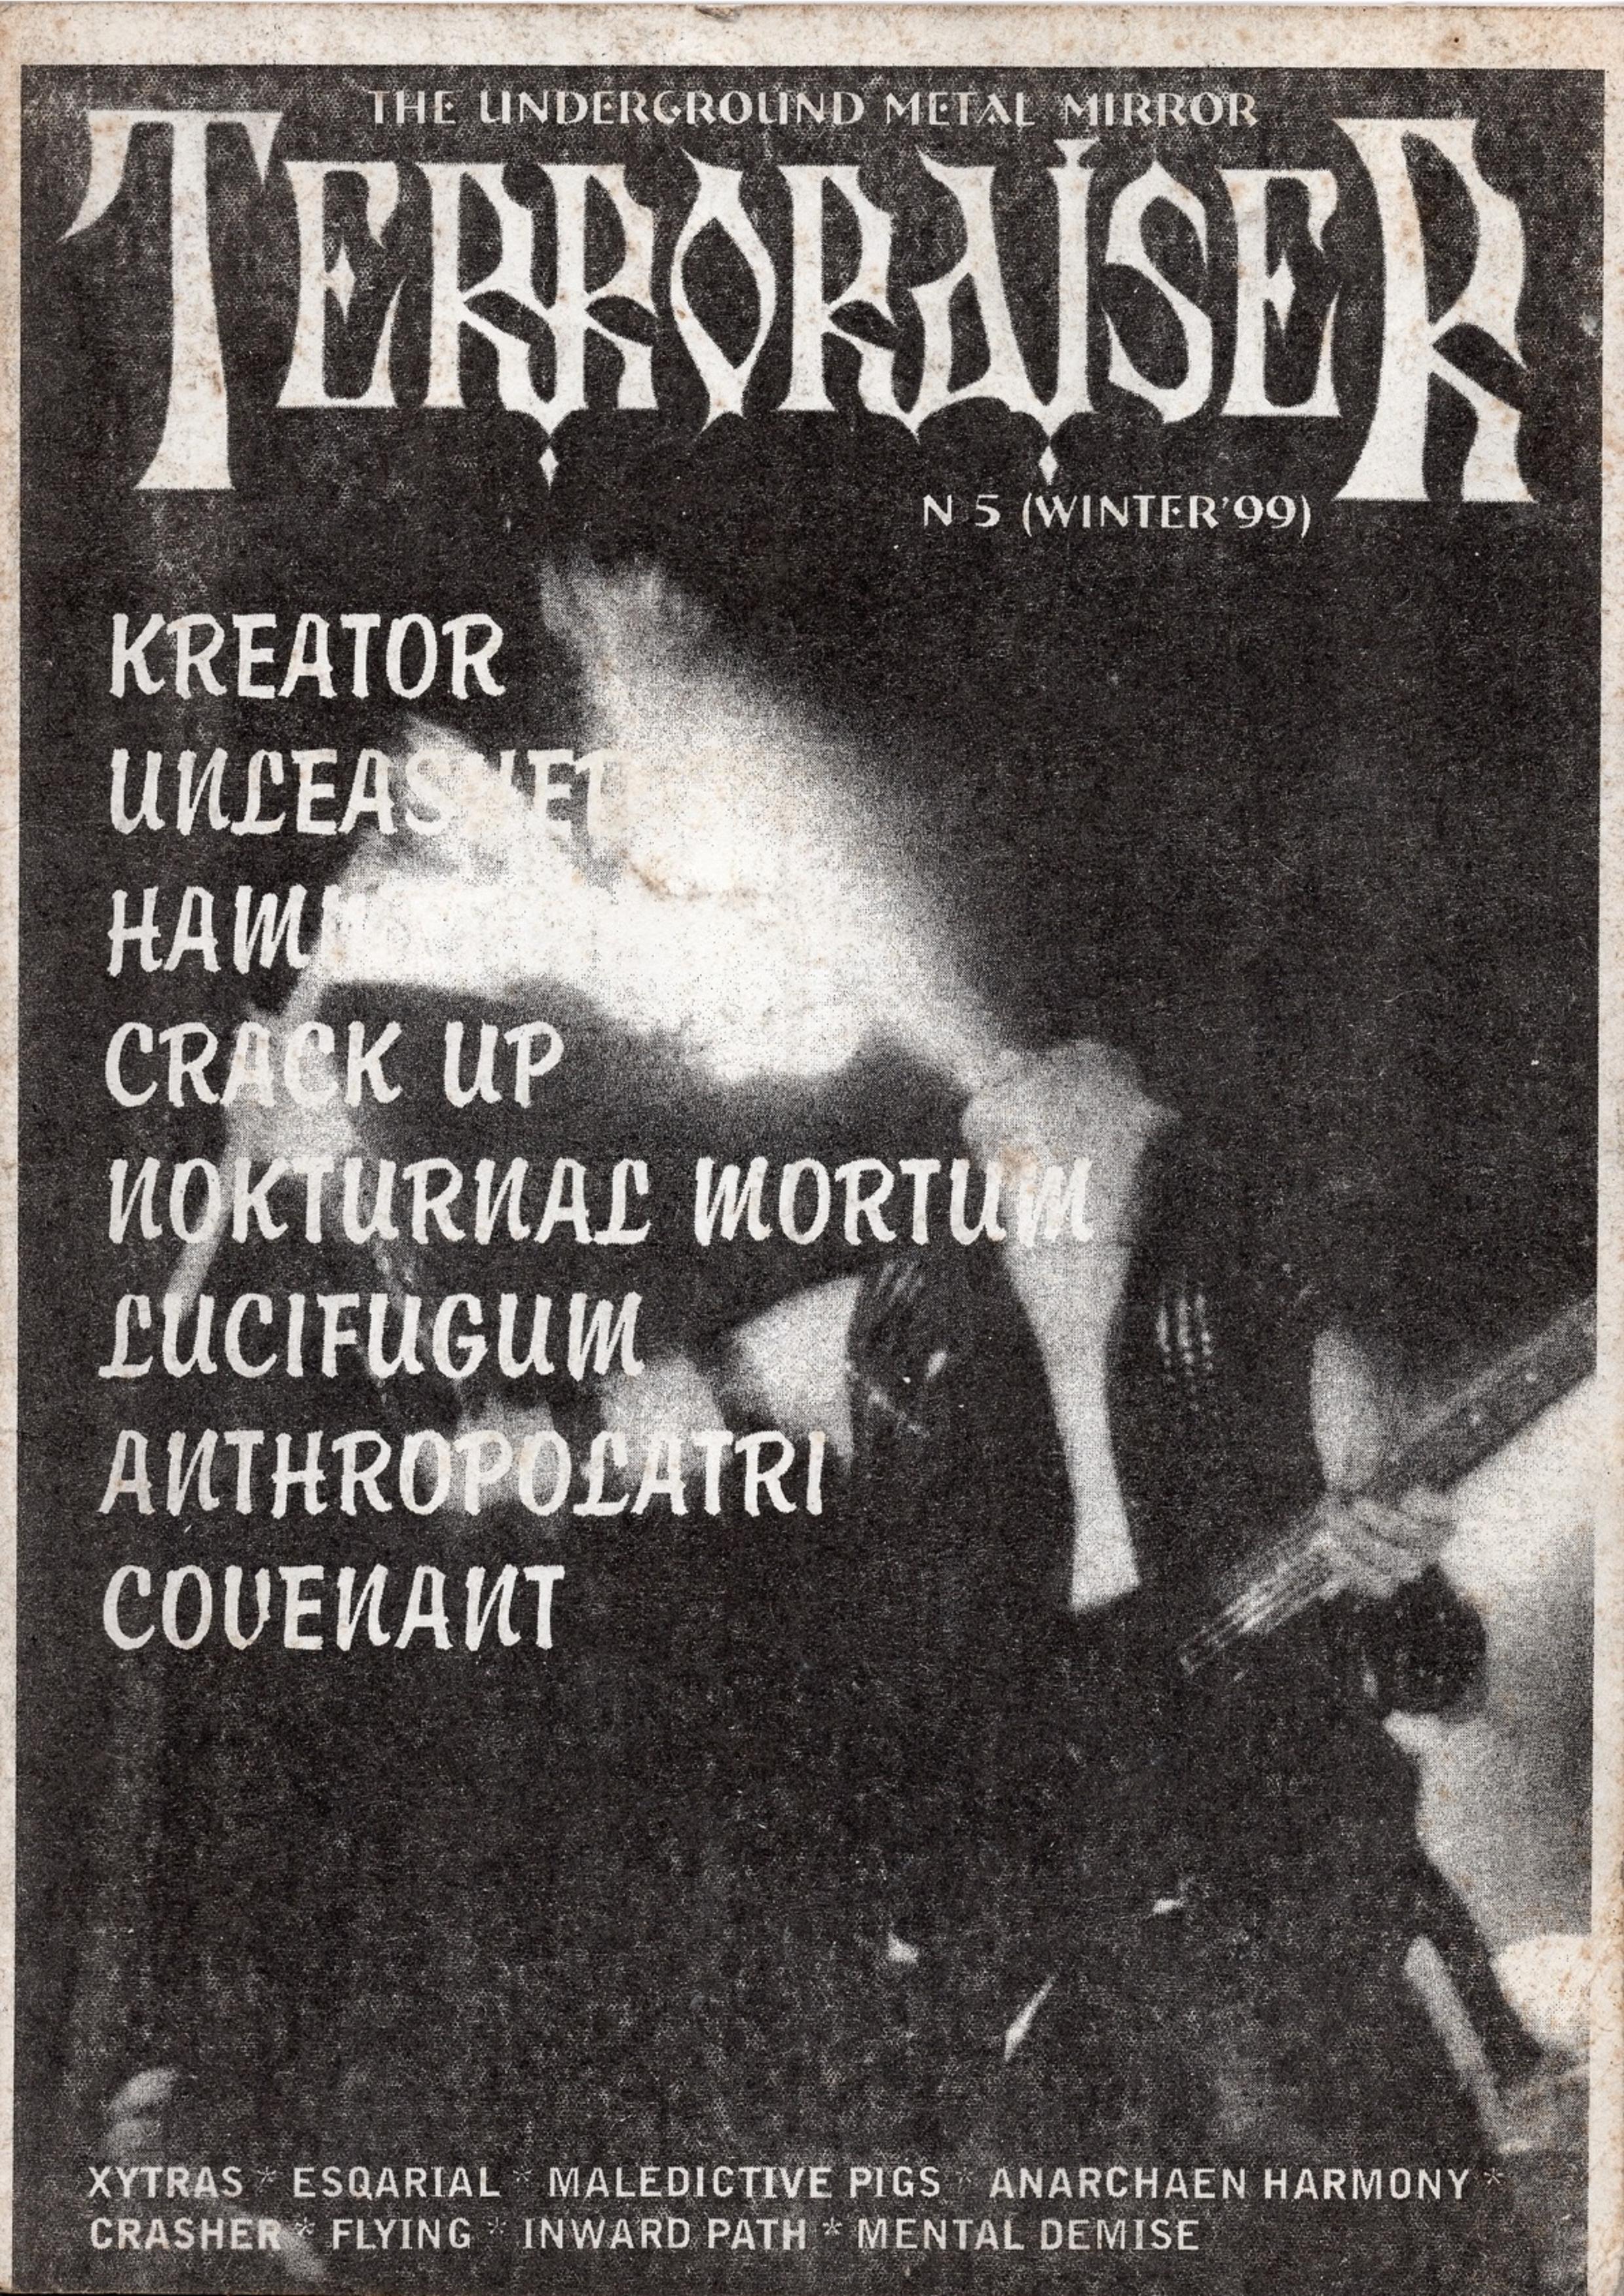 THE UNDERGROUND METAL MIRROR
TERRORAISER
N 5 (WINTER'99)
KREATOR
UNLEASHED
CRACK UP
NOKTURNAL MORTUM
LUCIFUGUM
ANTHROPOLATRI
COVENANT
XYTRAS * ESQARIAL * MALEDICTIVE PIGS * ANARCHAEN HARMONY *
CRASHER * FLYING * INWARD PATH * MENTAL DEMISE